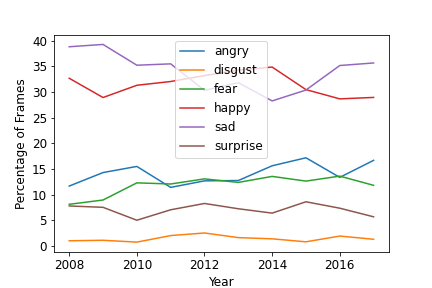 40
35
30
25
20
15
10
5
0
Percentage of Frames
angry
disgust
fear
happy
sad
surprise
2008 2010 2012 2014 2016
Year